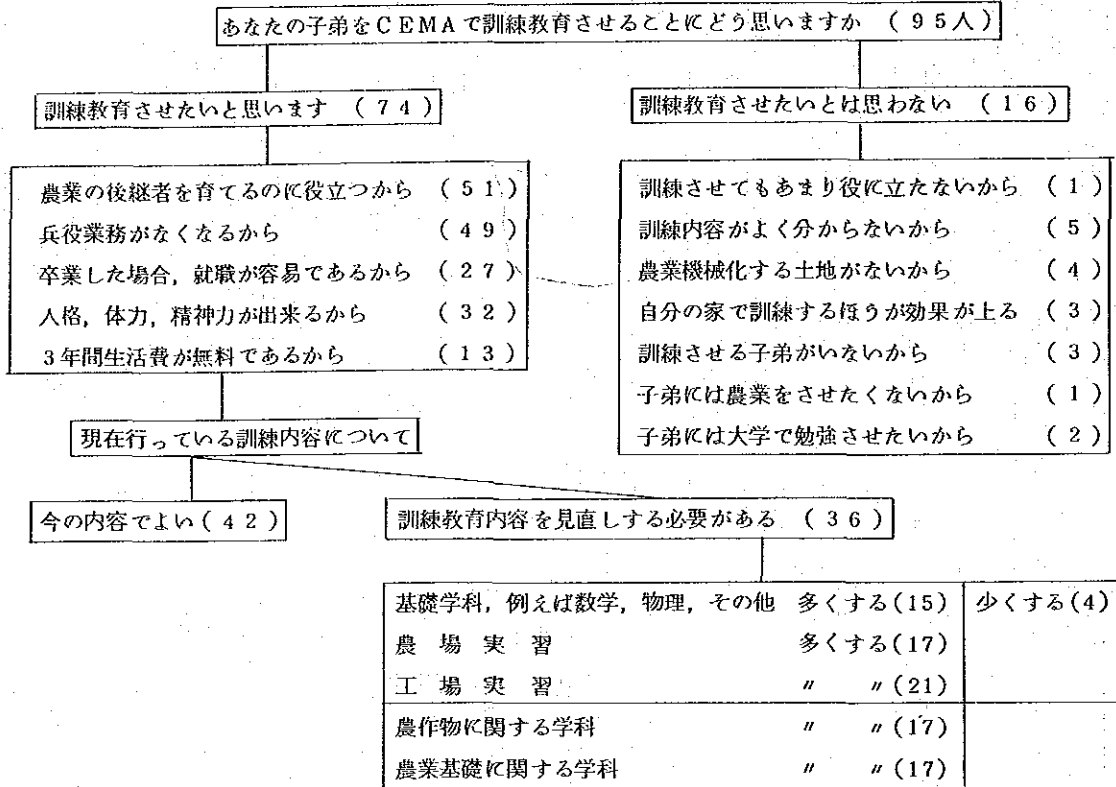 あなたの子弟をCEMAで訓練教育させることにどう思いますか (95人)
訓練教育させたいと思います (74)
訓練教育させたいとは思わない (16)
農業の後継者を育てるのに役立つから (51)
兵役業務がなくなるから (49)
卒業した場合,就職が容易であるから (27)
人格,体力,精神力が出来るから (32)
3年間生活費が無料であるから (13)
訓練させてもあまり役に立たないから (1)
訓練内容がよく分からないから (5)
農業機械化する土地がないから (4)
自分の家で訓練するほうが効果が上る (3)
訓練させる子弟がいないから (3)
子弟には農業をさせたくないから (1)
子弟には大学で勉強させたいから (2)
現在行っている訓練内容について
今の内容でよい(42)
訓練教育内容を見直しする必要がある (36)
基礎学科,例えば数学,物理,その他 多くする(15) 少くする(4)
農場実習 多くする(17)
工場実習 〃 〃(21)
農作物に関する学科 〃 〃(17)
農業基礎に関する学科 〃 〃(17)